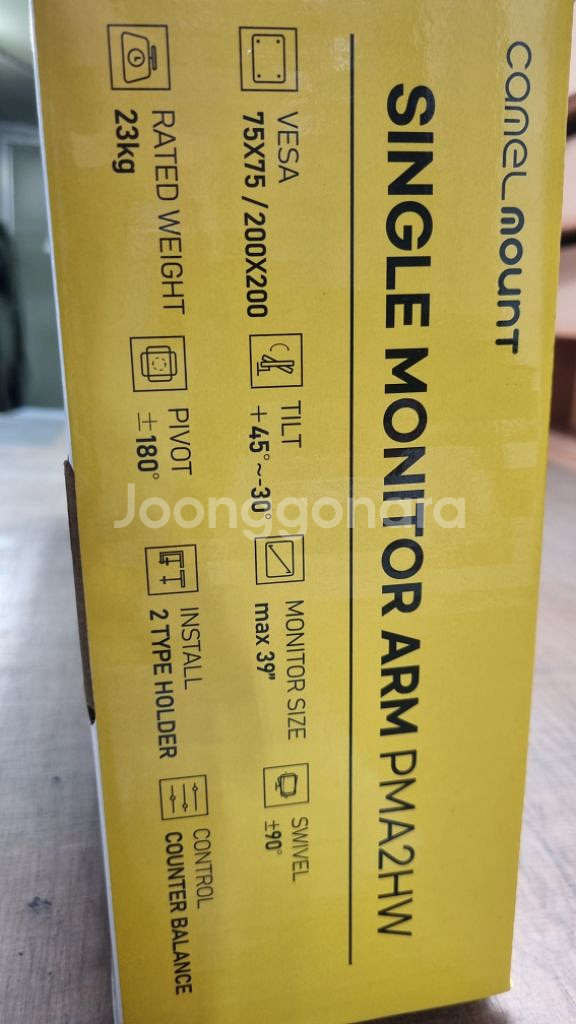 camel mount
SINGLE MONITOR ARM PMA2HW
VESA
75X75 / 200X200
TILT
+45°~-30°
MONITOR SIZE
max 39"
SWIVEL
±90°
RATED WEIGHT
23kg
PIVOT
±180°
INSTALL
2 TYPE HOLDER
CONTROL
COUNTER BALANCE
Joonggonara